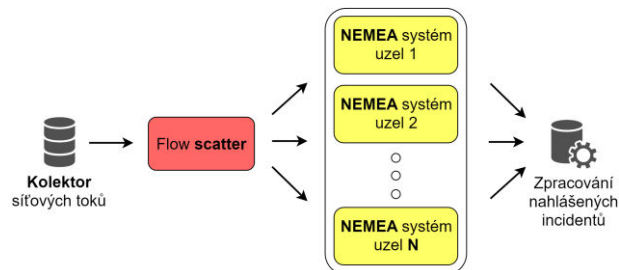 Kolektor
síťových toků
Flow scatter
NEMEA systém
uzel 1
NEMEA systém
uzel 2
NEMEA systém
uzel N
Zpracování
nahlášených
incidentů